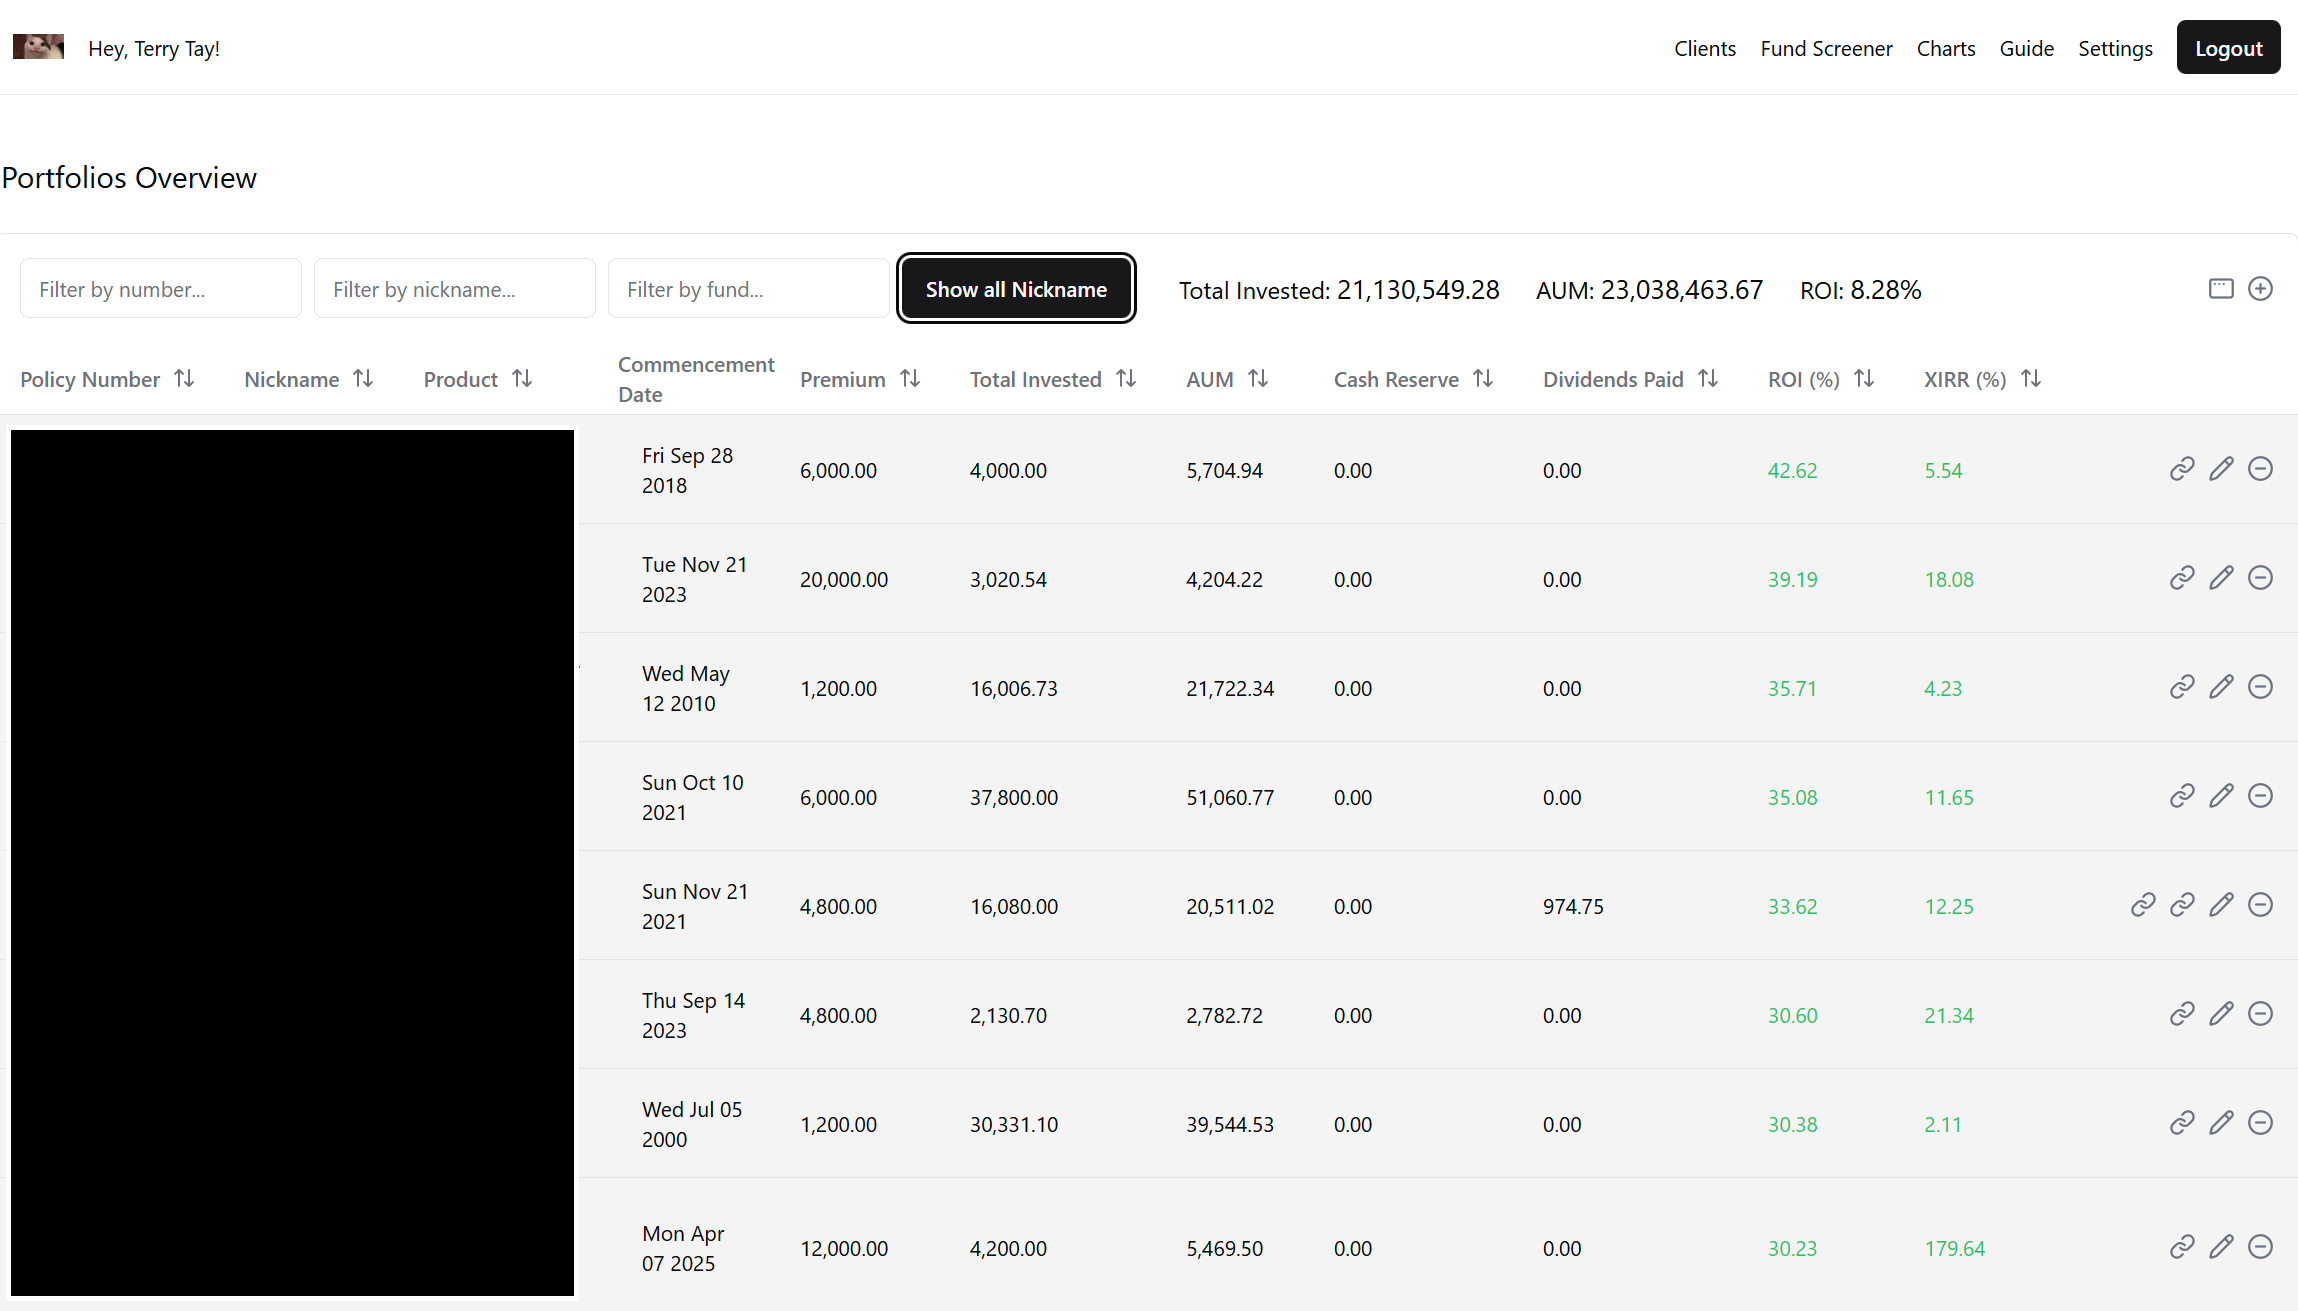 Hey, Terry Tay!
Clients Fund Screener Charts Guide Settings Logout
Portfolios Overview
Filter by number... Filter by nickname... Filter by fund... Show all Nickname Total Invested: 21,130,549.28 AUM: 23,038,463.67 ROI: 8.28%
Policy Number Nickname Product Commencement Date Premium Total Invested AUM Cash Reserve Dividends Paid ROI (%) XIRR (%)
Fri Sep 28 2018 6,000.00 4,000.00 5,704.94 0.00 0.00 42.62 5.54
Tue Nov 21 2023 20,000.00 3,020.54 4,204.22 0.00 0.00 39.19 18.08
Wed May 12 2010 1,200.00 16,006.73 21,722.34 0.00 0.00 35.71 4.23
Sun Oct 10 2021 6,000.00 37,800.00 51,060.77 0.00 0.00 35.08 11.65
Sun Nov 21 2021 4,800.00 16,080.00 20,511.02 0.00 974.75 33.62 12.25
Thu Sep 14 2023 4,800.00 2,130.70 2,782.72 0.00 0.00 30.60 21.34
Wed Jul 05 2000 1,200.00 30,331.10 39,544.53 0.00 0.00 30.38 2.11
Mon Apr 07 2025 12,000.00 4,200.00 5,469.50 0.00 0.00 30.23 179.64